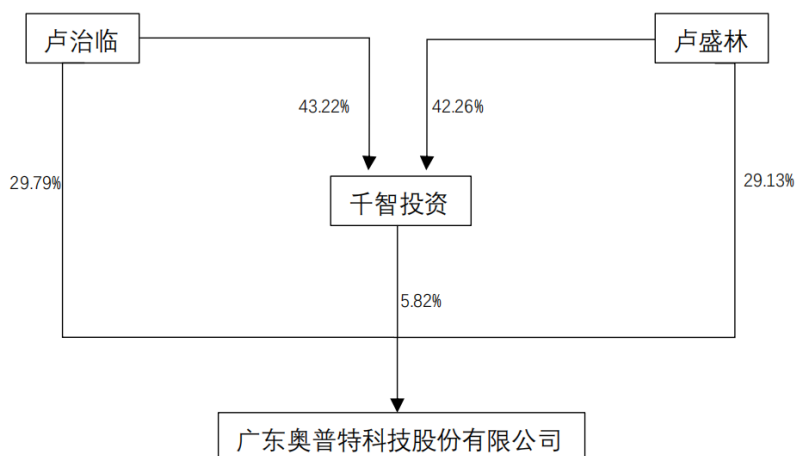 卢治临
卢盛林
43.22%
42.26%
29.79%
29.13%
千智投资
5.82%
广东奥普特科技股份有限公司